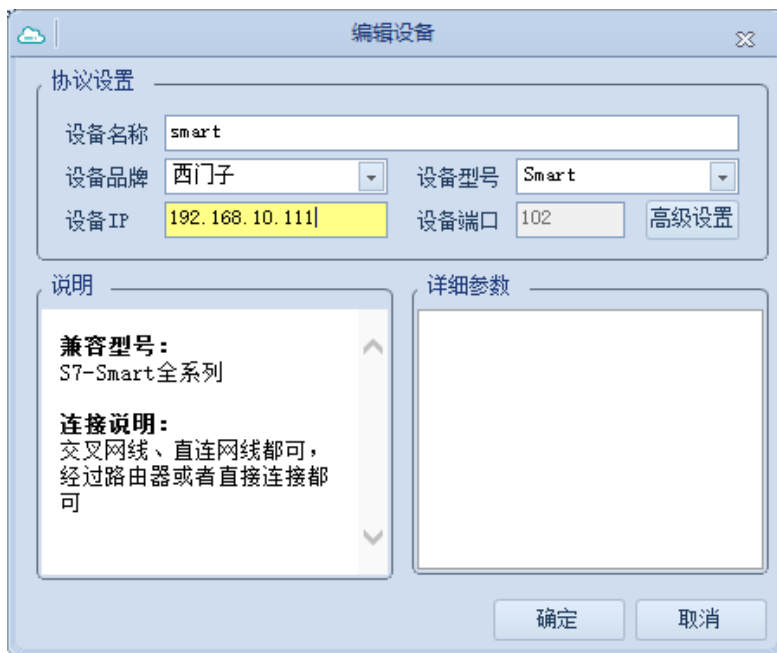 编辑设备
协议设置
设备名称 smart
设备品牌 西门子 设备型号 Smart
设备IP 192.168.10.111 设备端口 102 高级设置
说明 详细参数
兼容型号:
S7-Smart全系列
连接说明:
交叉网线、直连网线都可,
经过路由器或者直接连接都
可
确定 取消